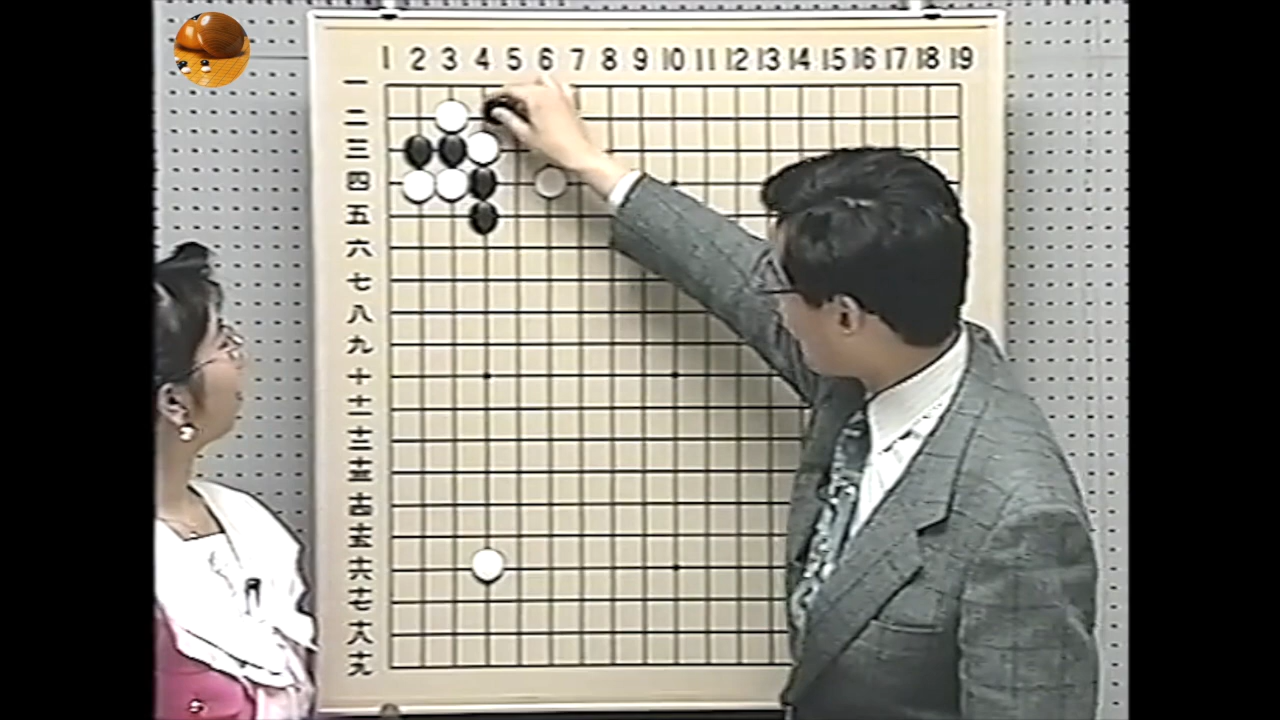 1 2 3 4 5 6 7 8 9 10 11 12 13 14 15 16 17 18 19
一
二
三
四
五
六
七
八
九
十
十一
十二
十三
十四
十五
十六
十七
十八
十九